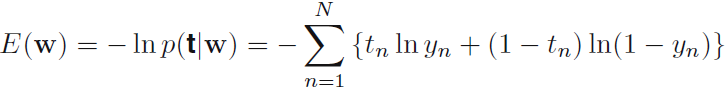 E(w) = − ln p(t|w) = − ∑_{n=1}^{N} {t_n ln y_n + (1 − t_n) ln(1 − y_n)}